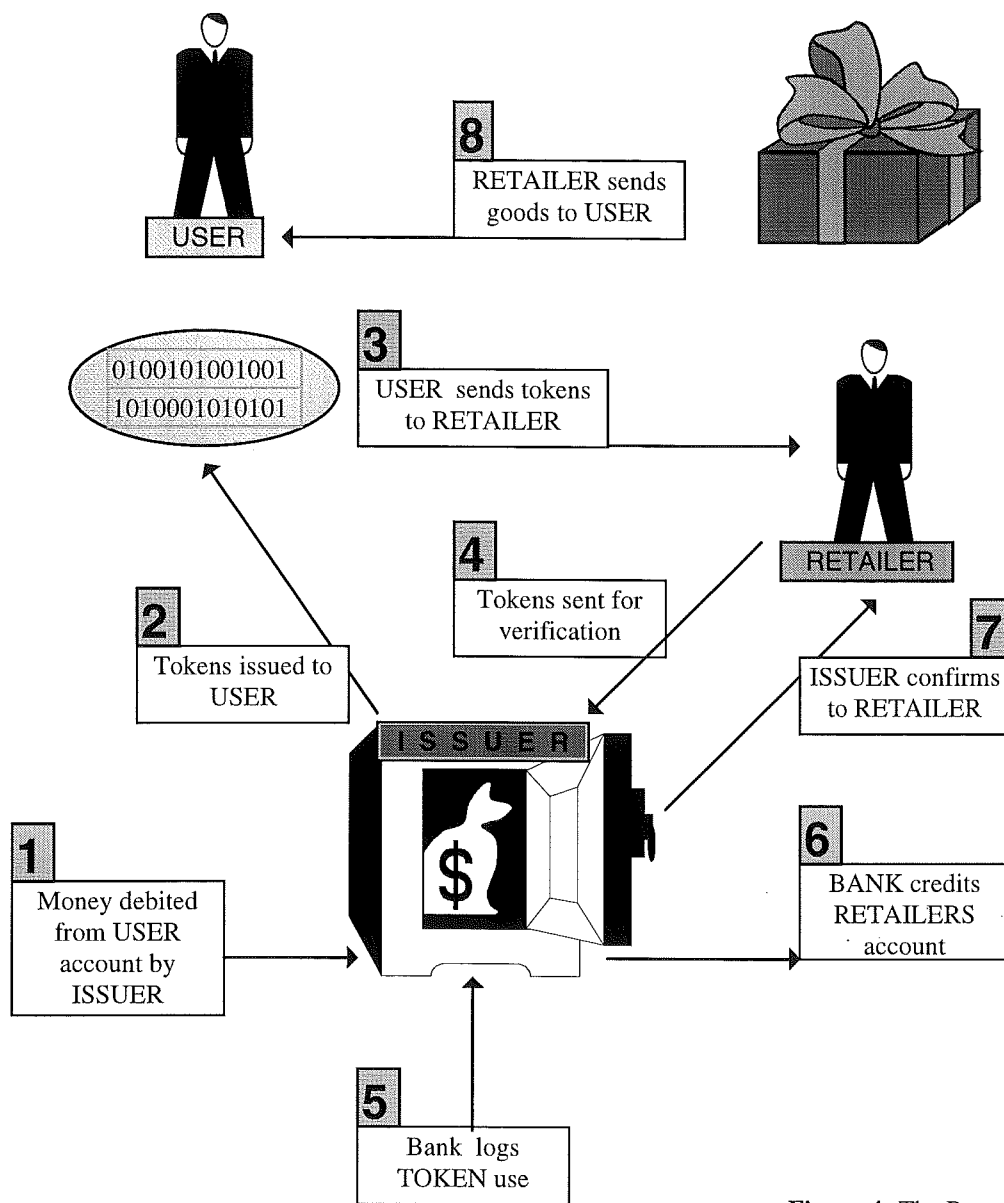 8
RETAILER sends
goods to USER
USER
3
USER sends tokens
to RETAILER
0100101001001
1010001010101
RETAILER
4
Tokens sent for
verification
2
Tokens issued to
USER
7
ISSUER confirms
to RETAILER
ISSUER
$
1
Money debited
from USER
account by
ISSUER
6
BANK credits
RETAILERS
account
5
Bank logs
TOKEN use